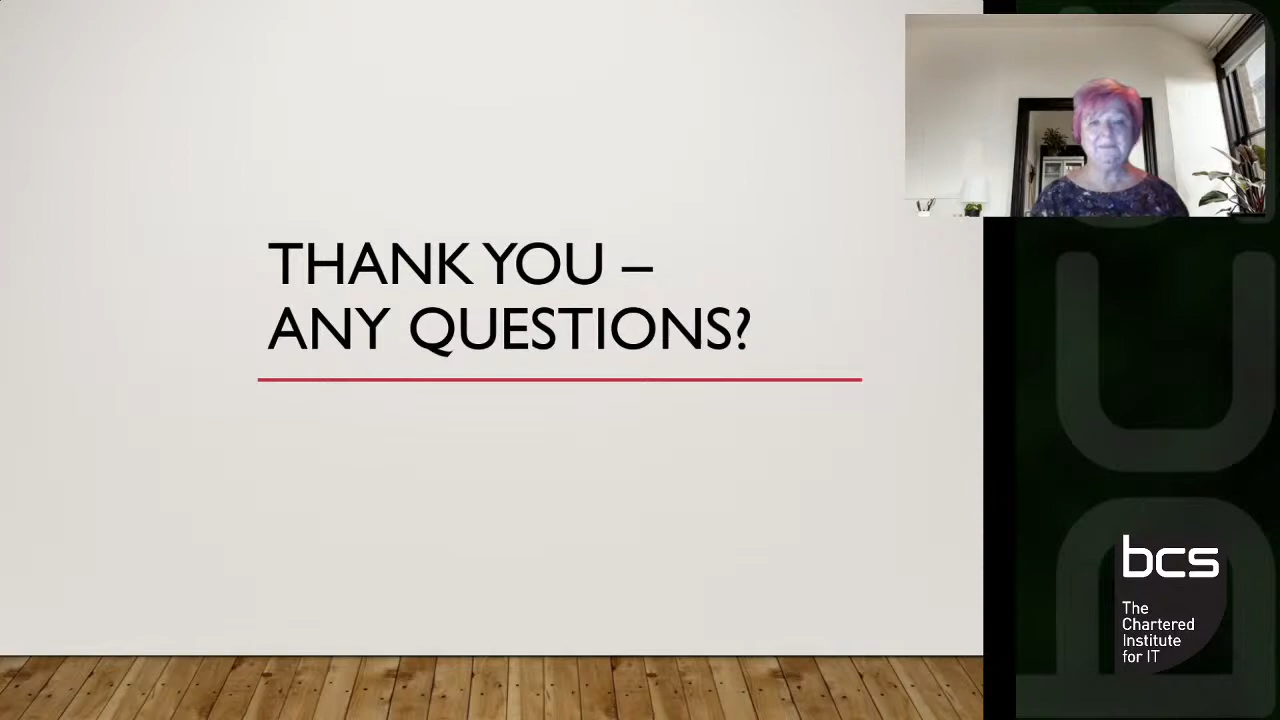 THANK YOU –
ANY QUESTIONS?
bcs
The
Chartered
Institute
for IT